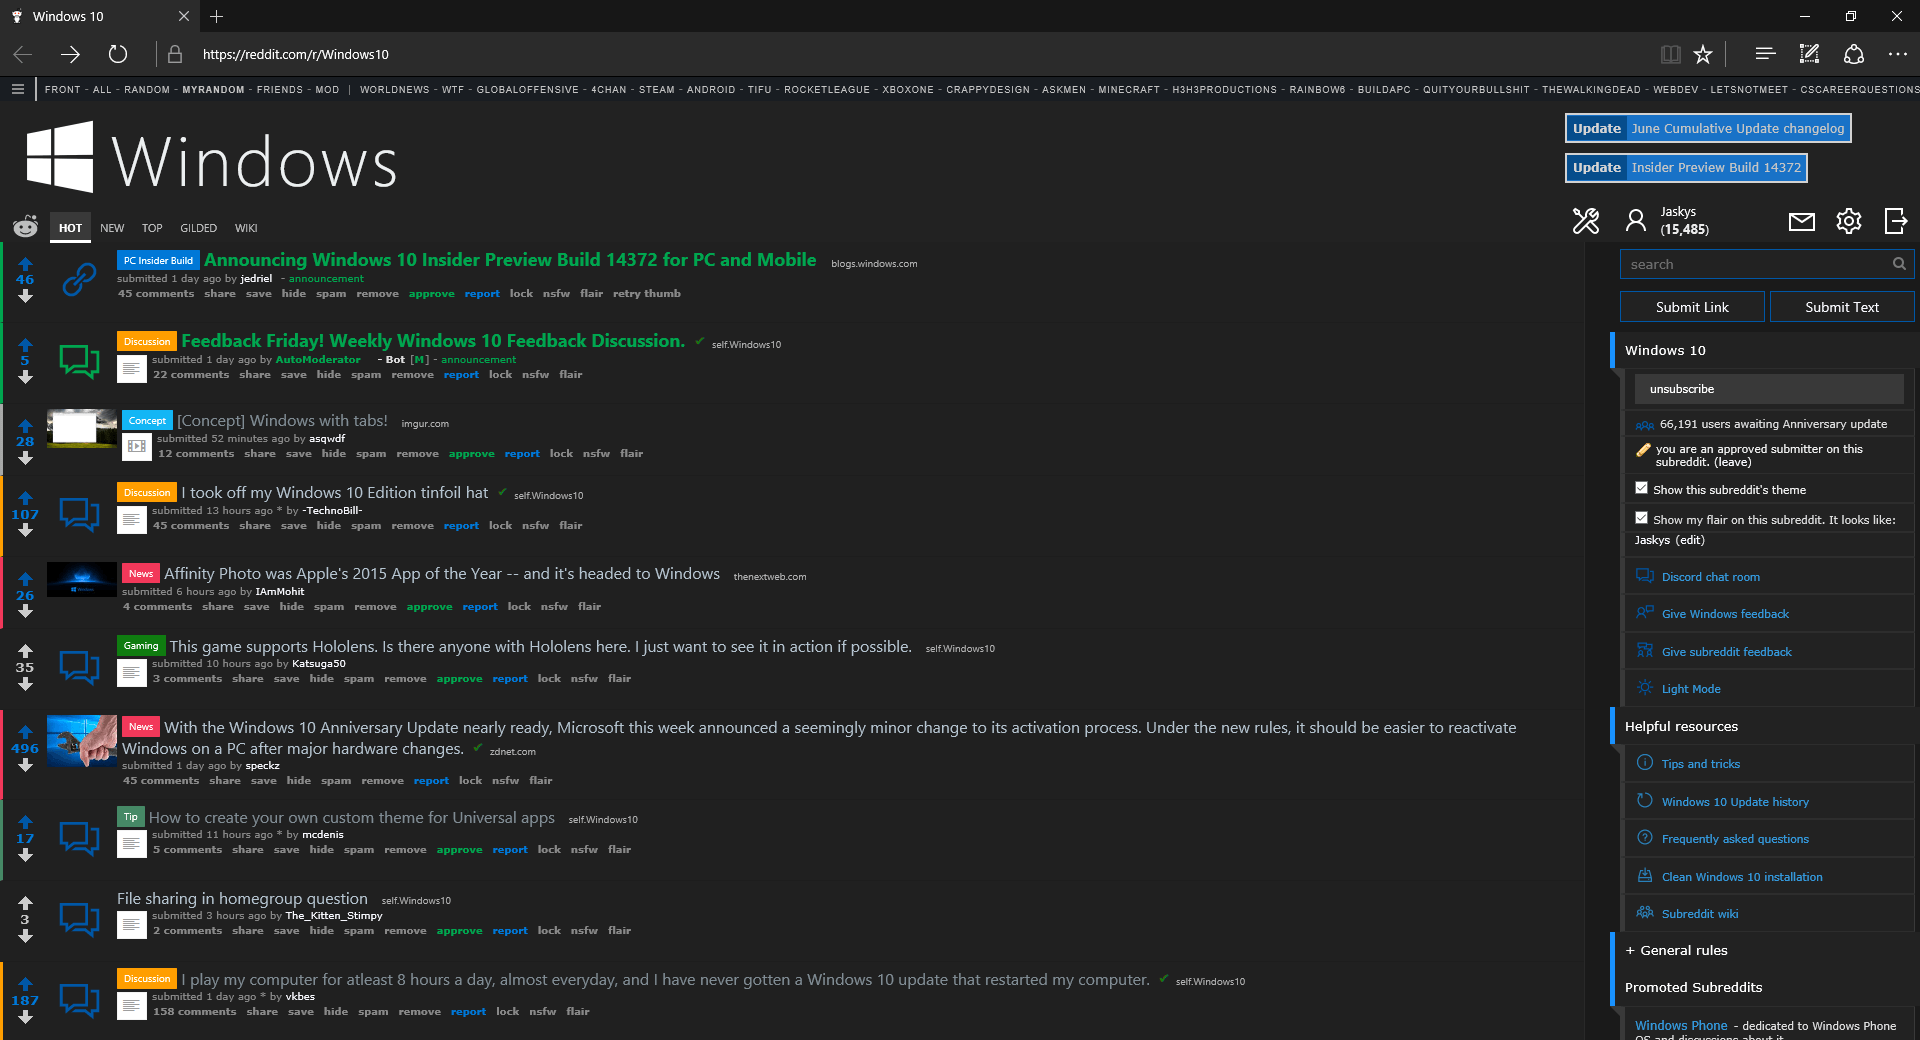 Windows 10
https://reddit.com/r/Windows10
FRONT - ALL - RANDOM - MYRANDOM - FRIENDS - MOD | WORLDNEWS - WTF - GLOBALOFFENSIVE - 4CHAN - STEAM - ANDROID - TIFU - ROCKETLEAGUE - XBOXONE - CRAPPYDESIGN - ASKMEN - MINECRAFT - H3H3PRODUCTIONS - RAINBOW6 - BUILDAPC - QUITYOURBULLSHIT - THEWALKINGDEAD - WEBDEV - LETSNOTMEET - CSCAREERQUESTIONS
Windows
Update June Cumulative Update changelog
Update Insider Preview Build 14372
HOT NEW TOP GILDED WIKI
Jaskys
(15,485)
PC Insider Build Announcing Windows 10 Insider Preview Build 14372 for PC and Mobile blogs.windows.com
46
submitted 1 day ago by jedriel - announcement
45 comments share save hide spam remove approve report lock nsfw flair retry thumb
Discussion Feedback Friday! Weekly Windows 10 Feedback Discussion. ✔ self.Windows10
5
submitted 1 day ago by AutoModerator - Bot [M] - announcement
22 comments share save hide spam remove report lock nsfw flair
Concept [Concept] Windows with tabs! imgur.com
28
submitted 52 minutes ago by asqwdf
12 comments share save hide spam remove approve report lock nsfw flair
Discussion I took off my Windows 10 Edition tinfoil hat ✔ self.Windows10
107
submitted 13 hours ago * by -TechnoBill-
45 comments share save hide spam remove report lock nsfw flair
News Affinity Photo was Apple's 2015 App of the Year -- and it's headed to Windows thenextweb.com
26
submitted 6 hours ago by IAmMohit
4 comments share save hide spam remove approve report lock nsfw flair
Gaming This game supports Hololens. Is there anyone with Hololens here. I just want to see it in action if possible. self.Windows10
35
submitted 10 hours ago by Katsuga50
3 comments share save hide spam remove approve report lock nsfw flair
News With the Windows 10 Anniversary Update nearly ready, Microsoft this week announced a seemingly minor change to its activation process. Under the new rules, it should be easier to reactivate
496
Windows on a PC after major hardware changes. ✔ zdnet.com
submitted 1 day ago by speckz
45 comments share save hide spam remove report lock nsfw flair
Tip How to create your own custom theme for Universal apps self.Windows10
17
submitted 11 hours ago * by mcdenis
5 comments share save hide spam remove approve report lock nsfw flair
File sharing in homegroup question self.Windows10
3
submitted 3 hours ago by The_Kitten_Stimpy
2 comments share save hide spam remove approve report lock nsfw flair
Discussion I play my computer for atleast 8 hours a day, almost everyday, and I have never gotten a Windows 10 update that restarted my computer. ✔ self.Windows10
187
submitted 1 day ago * by vkbes
158 comments share save hide spam remove report lock nsfw flair
search
Submit Link Submit Text
Windows 10
unsubscribe
66,191 users awaiting Anniversary update
you are an approved submitter on this
subreddit. (leave)
Show this subreddit's theme
Show my flair on this subreddit. It looks like:
Jaskys (edit)
Discord chat room
Give Windows feedback
Give subreddit feedback
Light Mode
Helpful resources
Tips and tricks
Windows 10 Update history
Frequently asked questions
Clean Windows 10 installation
Subreddit wiki
+ General rules
Promoted Subreddits
Windows Phone - dedicated to Windows Phone
OS and discussions about it